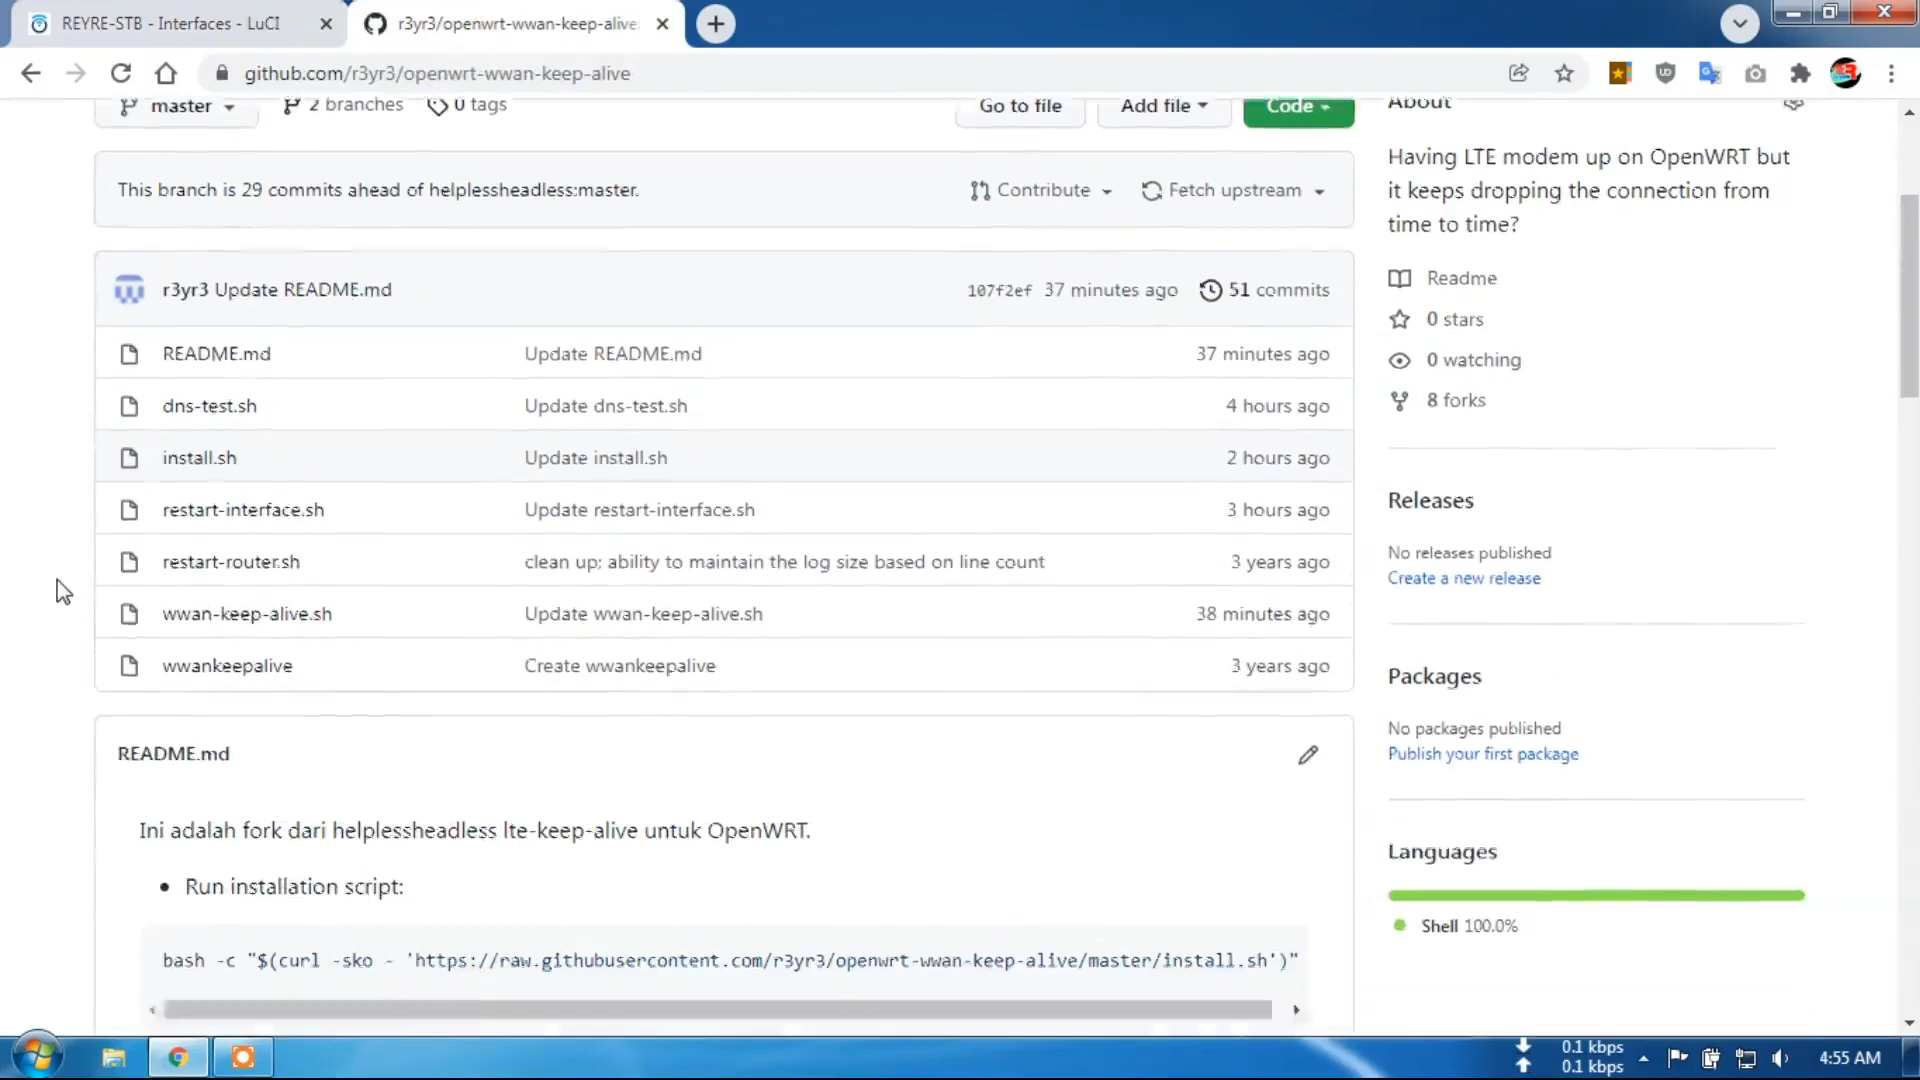 REYRE-STB - Interfaces - LuCI
r3yr3/openwrt-wwan-keep-alive
github.com/r3yr3/openwrt-wwan-keep-alive
master
2 branches
0 tags
Go to file
Add file
Code
About
This branch is 29 commits ahead of helplessheadless:master.
Contribute
Fetch upstream
Having LTE modem up on OpenWRT but
it keeps dropping the connection from
time to time?
r3yr3 Update README.md
107f2ef 37 minutes ago
51 commits
Readme
0 stars
0 watching
8 forks
README.md
Update README.md
37 minutes ago
dns-test.sh
Update dns-test.sh
4 hours ago
install.sh
Update install.sh
2 hours ago
restart-interface.sh
Update restart-interface.sh
3 hours ago
restart-router.sh
clean up; ability to maintain the log size based on line count
3 years ago
wwan-keep-alive.sh
Update wwan-keep-alive.sh
38 minutes ago
wwankeepalive
Create wwankeepalive
3 years ago
Releases
No releases published
Create a new release
Packages
No packages published
Publish your first package
README.md
Ini adalah fork dari helplessheadless lte-keep-alive untuk OpenWRT.
Run installation script:
bash -c "$(curl -sko - 'https://raw.githubusercontent.com/r3yr3/openwrt-wwan-keep-alive/master/install.sh')"
Languages
Shell 100.0%
0.1 kbps
0.1 kbps
4:55 AM